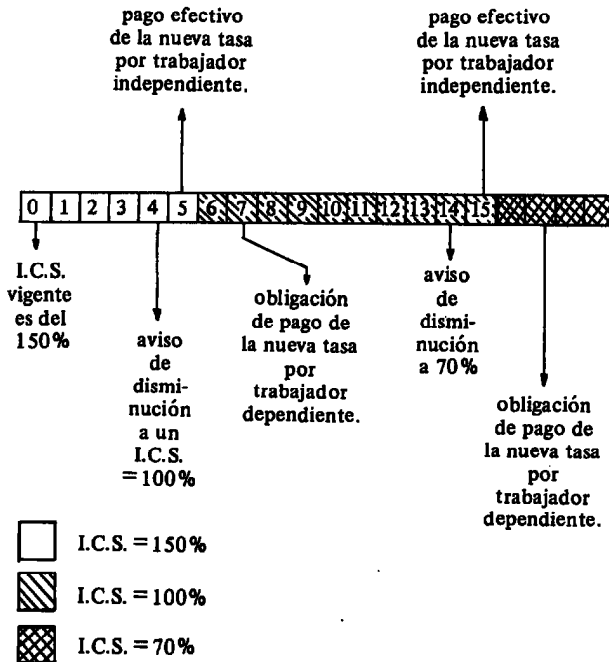 pago efectivo
de la nueva tasa
por trabajador
independiente.
pago efectivo
de la nueva tasa
por trabajador
independiente.
0 1 2 3 4 5 6 7 8 9 10 11 12 13 14 15
I.C.S.
vigente
es del
150%
aviso
de
dismi-
nución
a un
I.C.S.
=100%
obligación
de pago de
la nueva tasa
por
trabajador
dependiente.
aviso
de
dismi-
nución
a 70%
obligación
de pago de
la nueva tasa
por
trabajador
dependiente.
I.C.S. = 150%
I.C.S. = 100%
I.C.S. = 70%